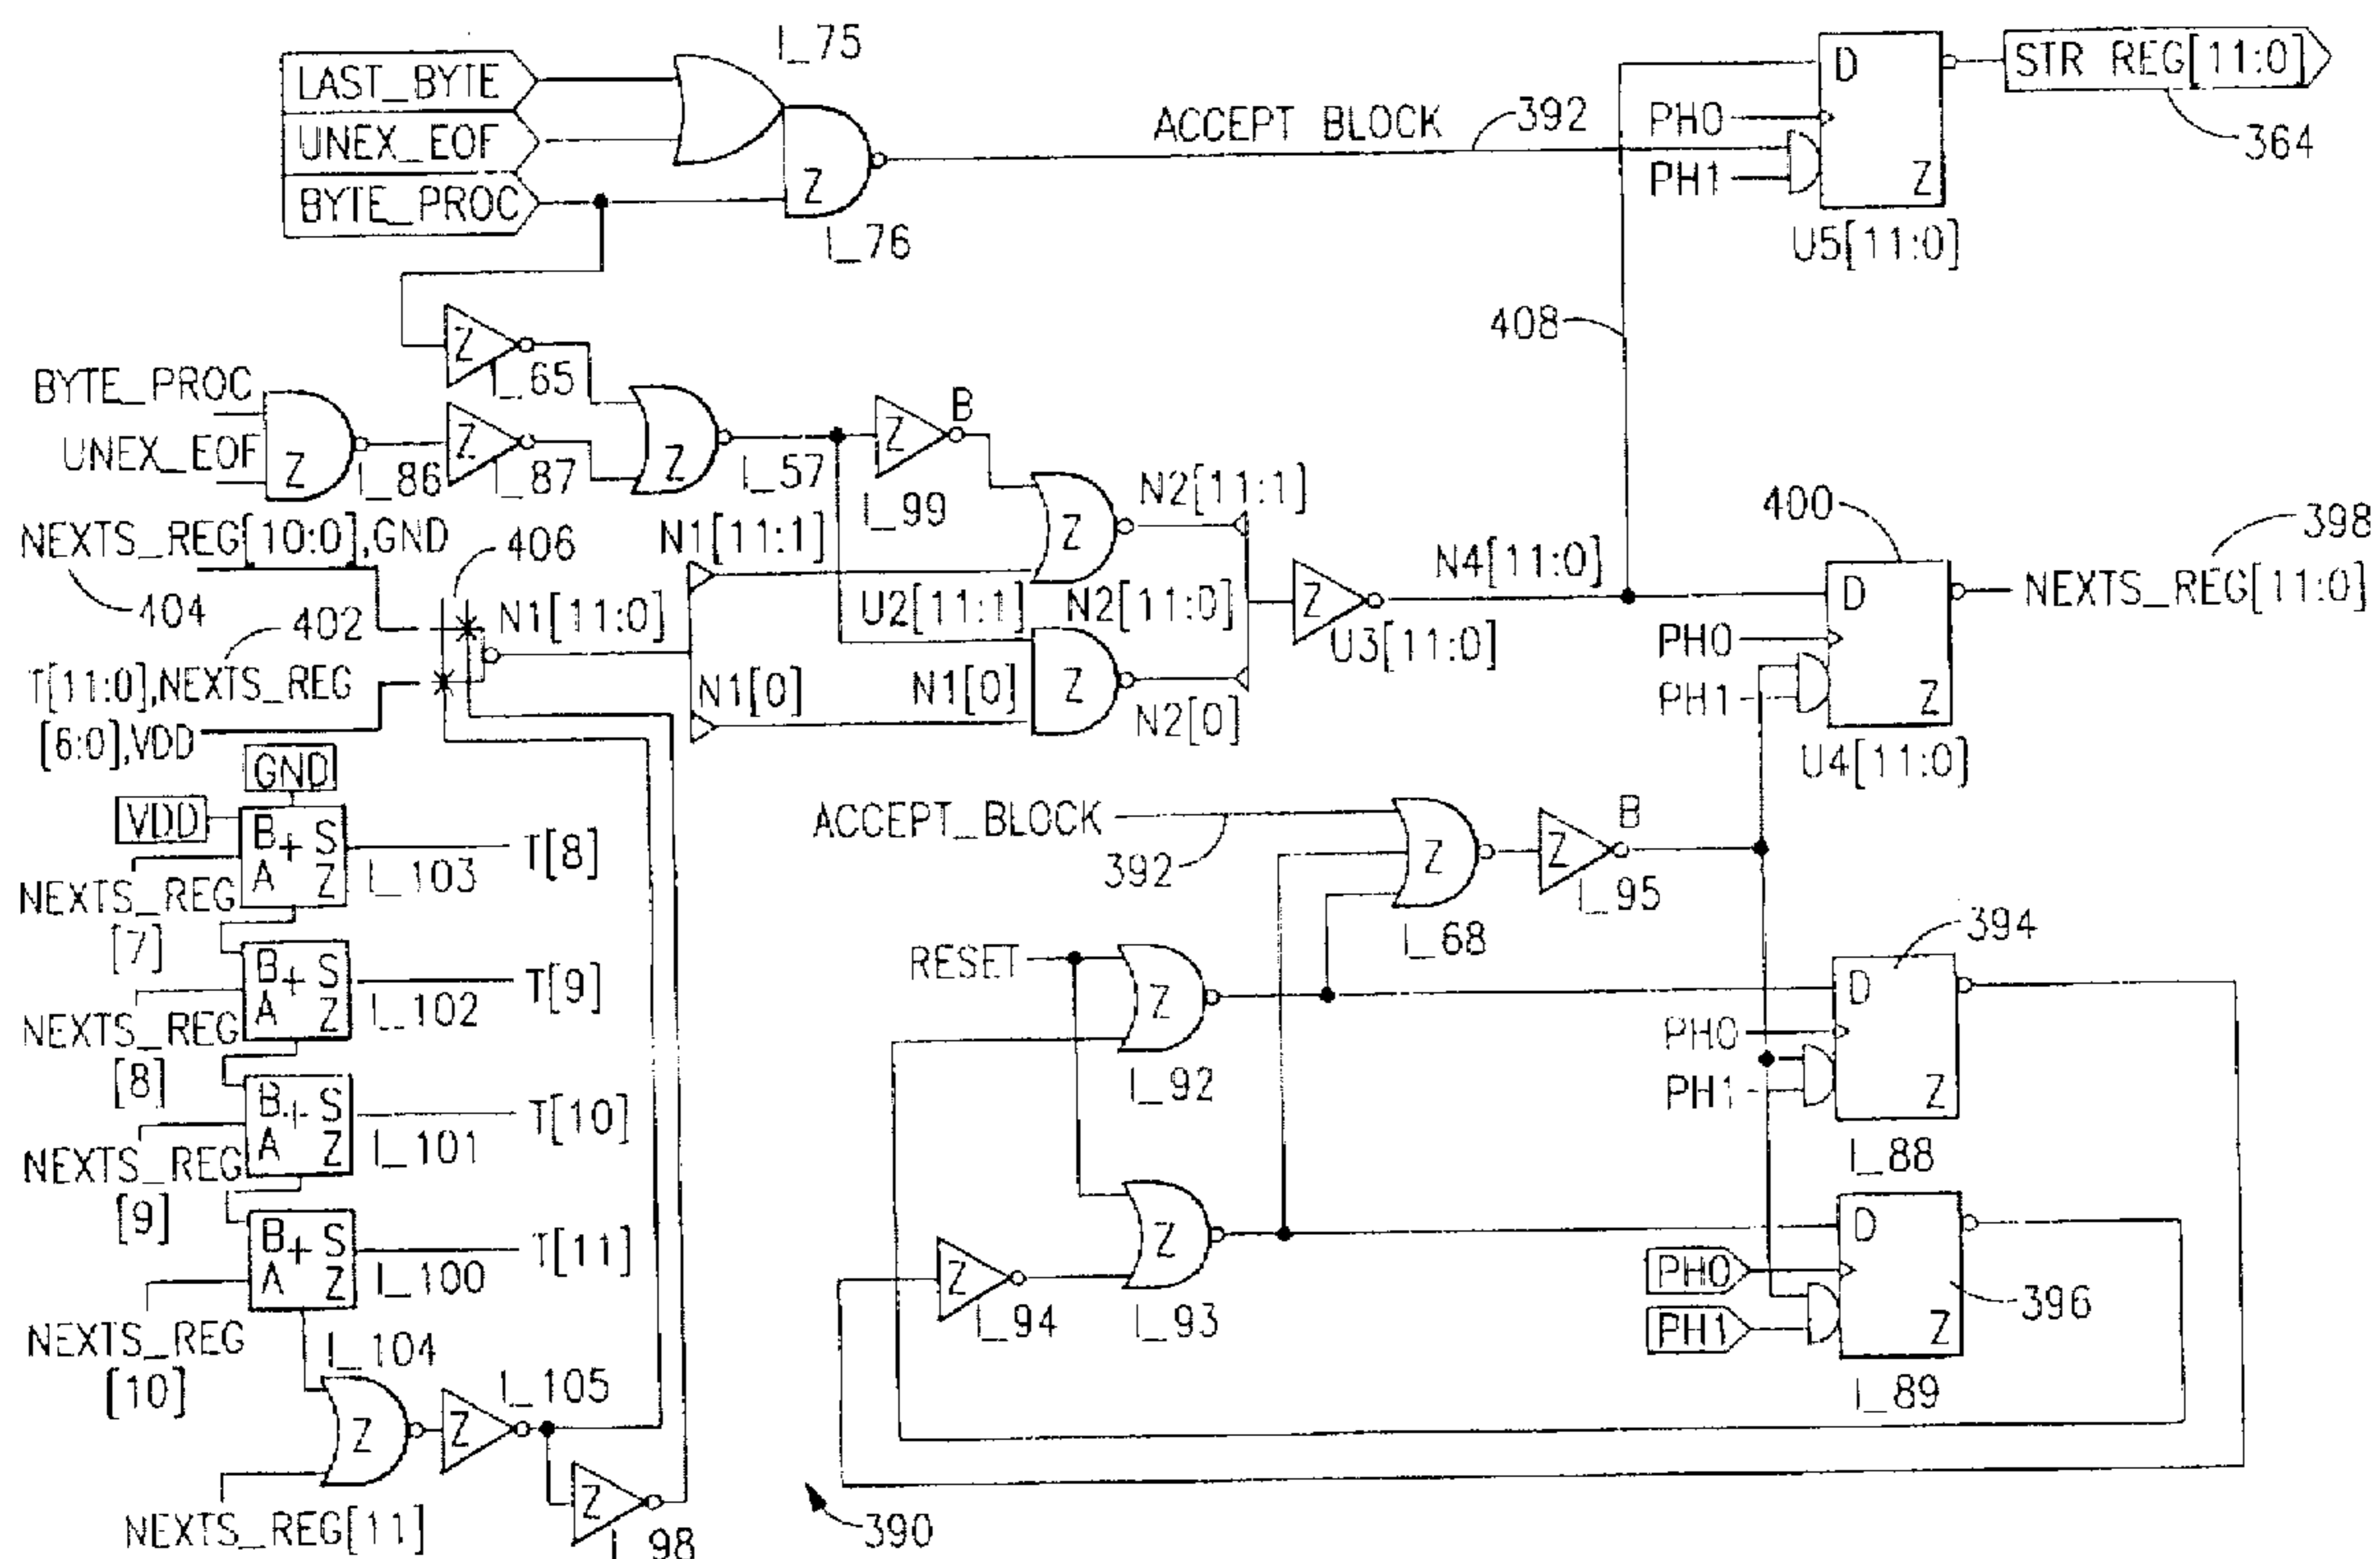 I_75
LAST_BYTE
UNEX_EOF
BYTE_PROC
Z
I_76
ACCEPT BLOCK
392
PH0
PH1
D
Z
U5[11:0]
STR REG[11:0]
364
408
Z
I_65
BYTE_PROC
UNEX_EOF
Z
I_86
Z
I_87
Z
I_57
Z
B
I_99
NEXTS_REG[10:0],GND
404
406
402
T[11:0],NEXTS_REG
[6:0],VDD
N1[11:0]
N1[11:1]
U2[11:1]
N1[0]
N1[0]
Z
N2[11:1]
N2[11:0]
Z
N2[0]
Z
U3[11:0]
N4[11:0]
400
398
D
Z
NEXTS_REG[11:0]
PH0
PH1
U4[11:0]
GND
VDD
B + S
A Z
I_103
T[8]
NEXTS_REG
[7]
B + S
A Z
I_102
T[9]
NEXTS_REG
[8]
B + S
A Z
I_101
T[10]
NEXTS_REG
[9]
B + S
A Z
I_100
T[11]
NEXTS_REG
[10]
I_104
Z
Z
I_105
NEXTS_REG[11]
Z
I_98
ACCEPT_BLOCK
392
Z
I_68
Z
B
I_95
RESET
Z
I_92
Z
I_94
Z
I_93
394
D
Z
PH0
PH1
I_88
D
Z
PH0
PH1
396
I_89
390